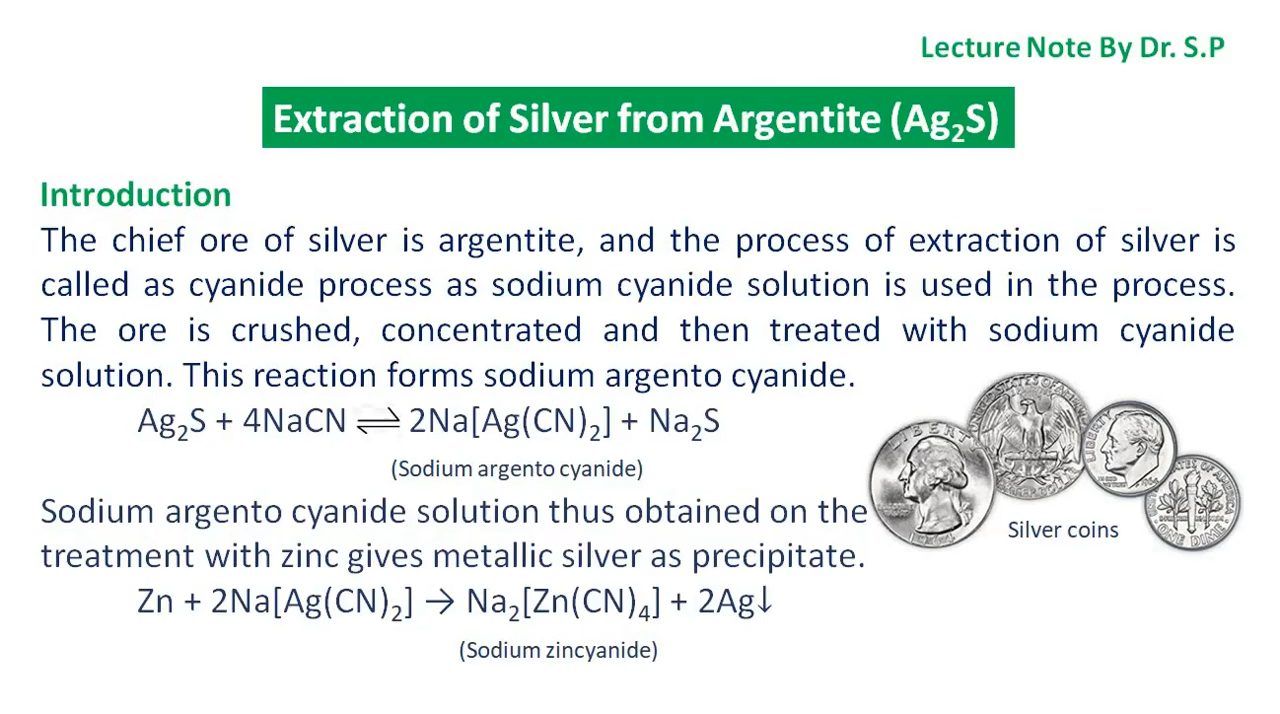 Lecture Note By Dr. S.P
Extraction of Silver from Argentite (Ag₂S)
Introduction
The chief ore of silver is argentite, and the process of extraction of silver is
called as cyanide process as sodium cyanide solution is used in the process.
The ore is crushed, concentrated and then treated with sodium cyanide
solution. This reaction forms sodium argento cyanide.
Ag₂S + 4NaCN ⇌ 2Na[Ag(CN)₂] + Na₂S
(Sodium argento cyanide)
Sodium argento cyanide solution thus obtained on the
treatment with zinc gives metallic silver as precipitate.
Zn + 2Na[Ag(CN)₂] → Na₂[Zn(CN)₄] + 2Ag↓
(Sodium zincyanide)
LIBERTY
LIBERTY
ONE DIME
Silver coins